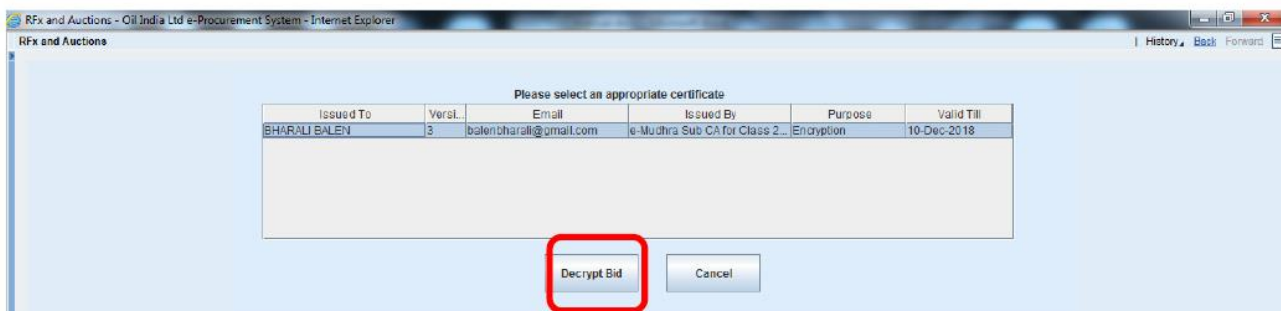 RFx and Auctions - Oil India Ltd e-Procurement System - Internet Explorer
RFx and Auctions | History Back Forward
Please select an appropriate certificate
Issued To Versi... Email Issued By Purpose Valid Till
BHARALI BALEN 3 balenbharali@gmail.com e-Mudhra Sub CA for Class 2... Encryption 10-Dec-2018
Decrypt Bid Cancel